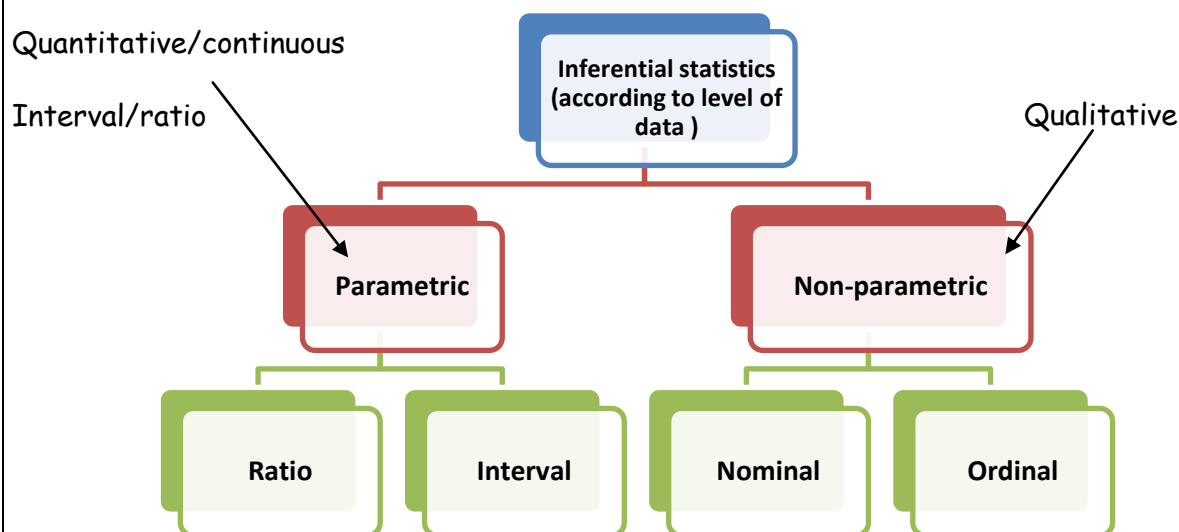 Quantitative/continuous
Interval/ratio
Inferential statistics
(according to level of
data )
Qualitative
Parametric
Non-parametric
Ratio
Interval
Nominal
Ordinal